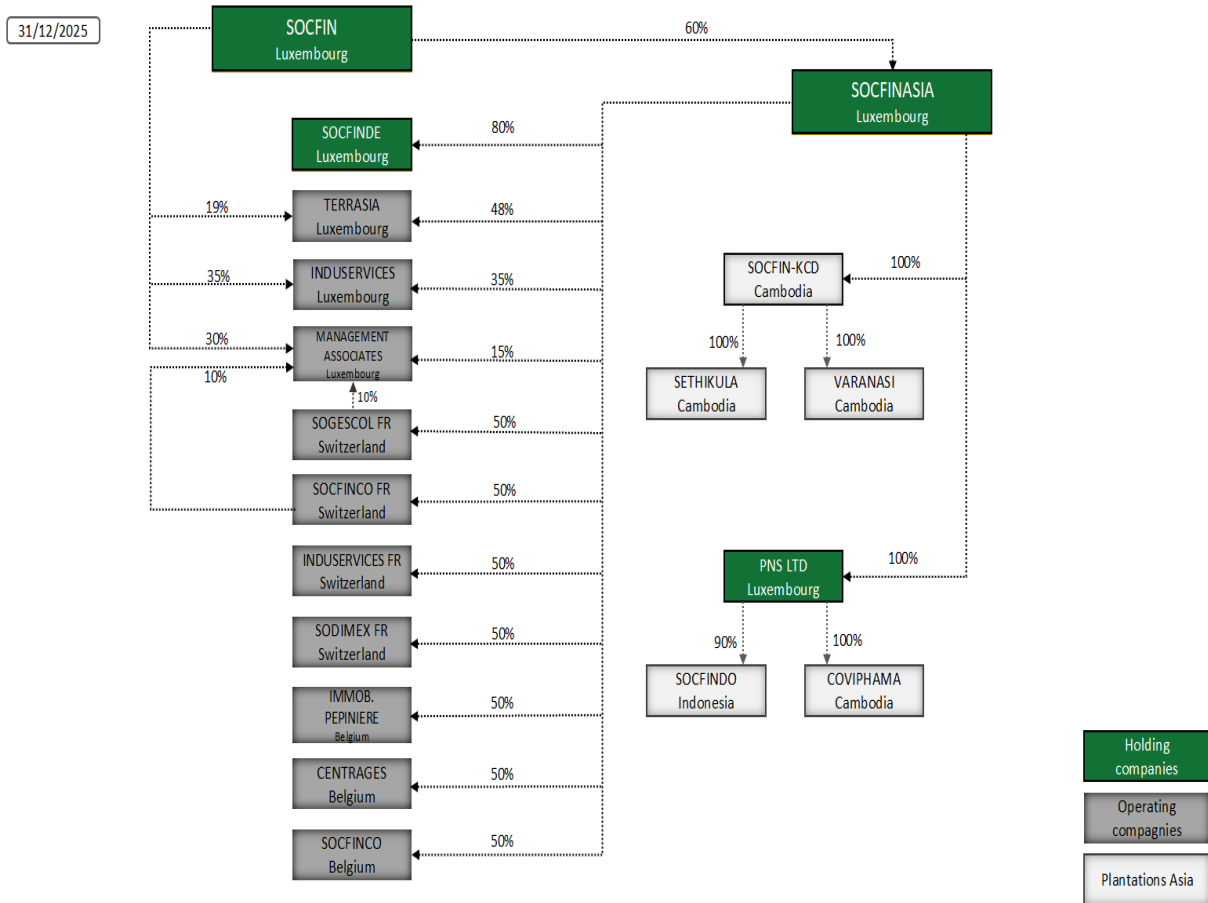 31/12/2025
SOCFIN
Luxembourg
60%
SOCFINASIA
Luxembourg
SOCFINDE
Luxembourg
80%
19%
TERRASIA
Luxembourg
48%
35%
INDUSERVICES
Luxembourg
35%
30%
MANAGEMENT
ASSOCIATES
Luxembourg
15%
10%
10%
SOGESCOL FR
Switzerland
50%
SOCFINCO FR
Switzerland
50%
INDUSERVICES FR
Switzerland
50%
SODIMEX FR
Switzerland
50%
IMMOB.
PEPINIERE
Belgium
50%
CENTRAGES
Belgium
50%
SOCFINCO
Belgium
50%
SOCFIN-KCD
Cambodia
100%
100%
100%
SETHIKULA
Cambodia
VARANASI
Cambodia
PNS LTD
Luxembourg
100%
90%
100%
SOCFINDO
Indonesia
COVIPHAMA
Cambodia
Holding
companies
Operating
compagnies
Plantations Asia